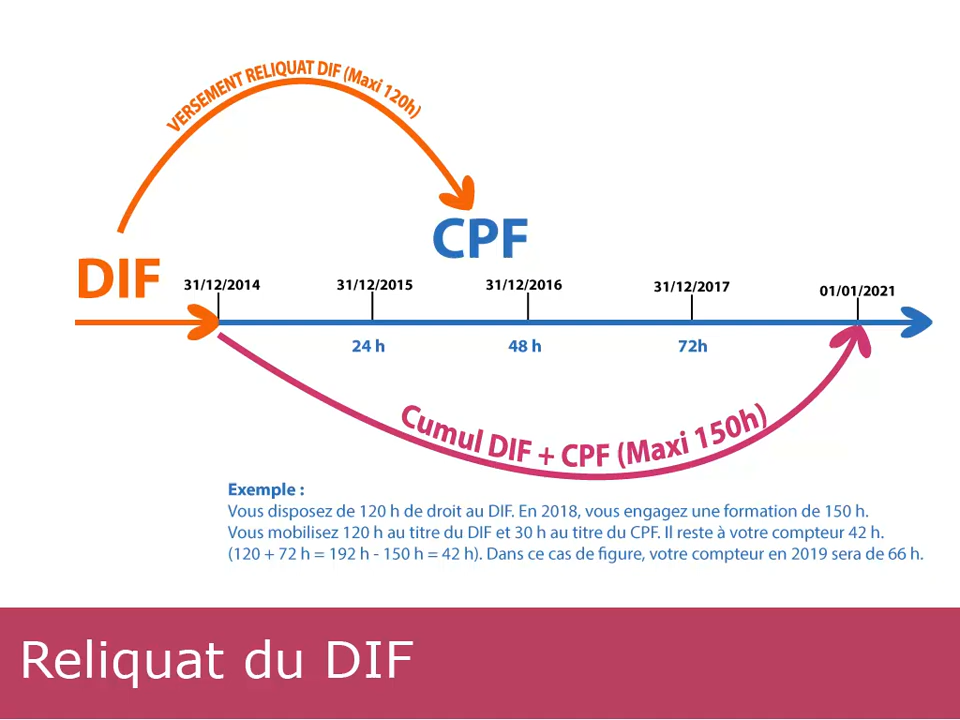 VERSEMENT RELIQUAT DIF (Maxi 120h)
CPF
DIF
31/12/2014
31/12/2015
31/12/2016
31/12/2017
01/01/2021
24 h
48 h
72h
Cumul DIF + CPF (Maxi 150h)
Exemple :
Vous disposez de 120 h de droit au DIF. En 2018, vous engagez une formation de 150 h.
Vous mobilisez 120 h au titre du DIF et 30 h au titre du CPF. Il reste à votre compteur 42 h.
(120 + 72 h = 192 h - 150 h = 42 h). Dans ce cas de figure, votre compteur en 2019 sera de 66 h.
Reliquat du DIF